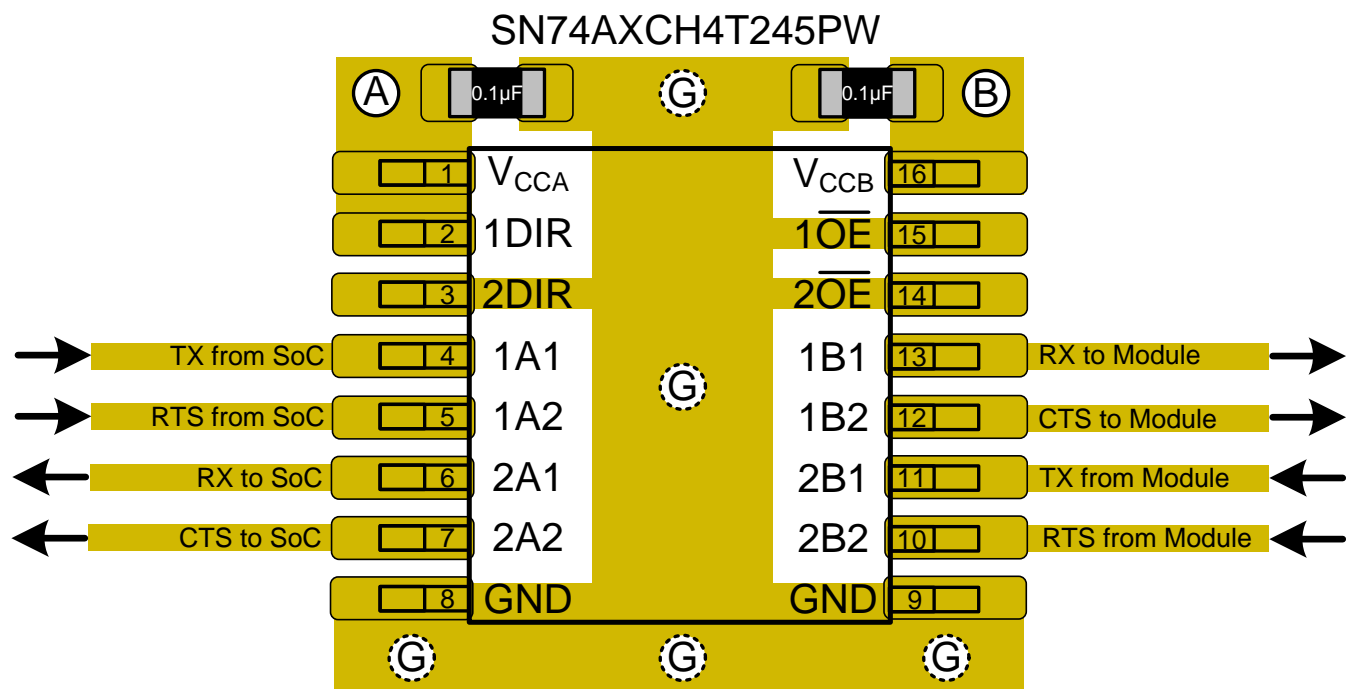 SN74AXCH4T245PW
A 0.1µF G 0.1µF B
1 VCCA VCCB 16
2 1DIR 1OE 15
3 2DIR 2OE 14
TX from SoC 4 1A1 1B1 13 RX to Module
G
RTS from SoC 5 1A2 1B2 12 CTS to Module
RX to SoC 6 2A1 2B1 11 TX from Module
CTS to SoC 7 2A2 2B2 10 RTS from Module
8 GND GND 9
G G G